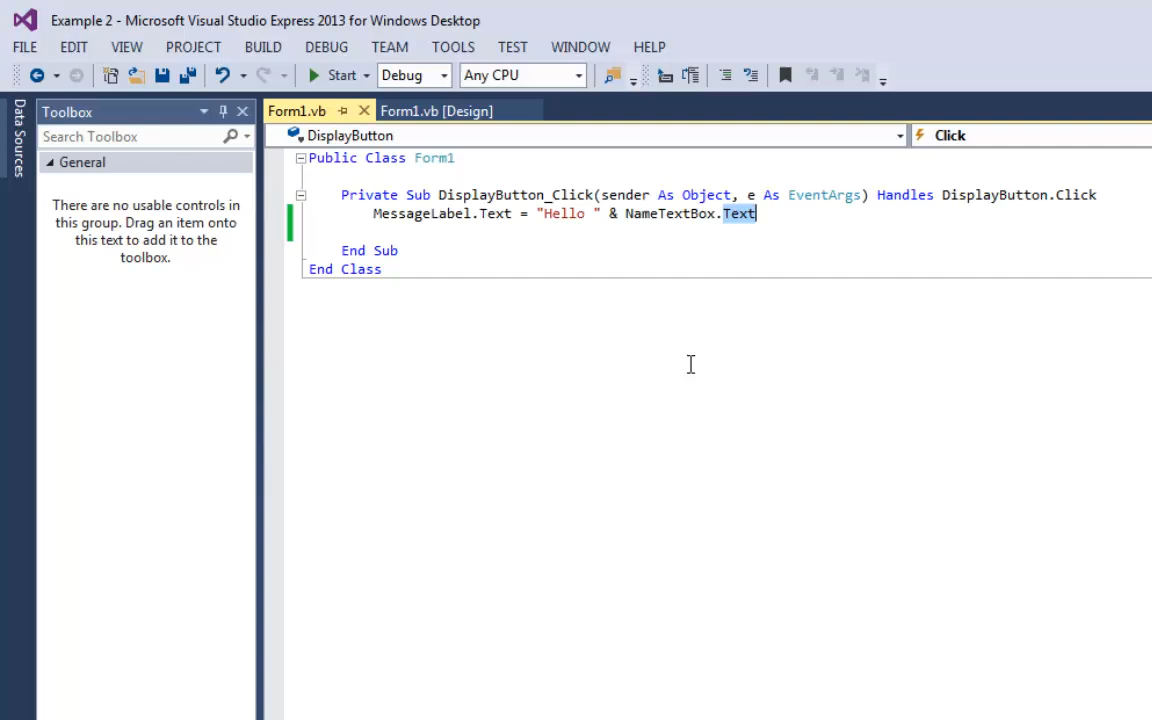 Example 2 - Microsoft Visual Studio Express 2013 for Windows Desktop
FILE EDIT VIEW PROJECT BUILD DEBUG TEAM TOOLS TEST WINDOW HELP
Start Debug Any CPU
Data Sources
Toolbox
Search Toolbox
General
There are no usable controls in
this group. Drag an item onto
this text to add it to the
toolbox.
Form1.vb Form1.vb [Design]
DisplayButton Click
Public Class Form1
Private Sub DisplayButton_Click(sender As Object, e As EventArgs) Handles DisplayButton.Click
MessageLabel.Text = "Hello " & NameTextBox.Text
End Sub
End Class